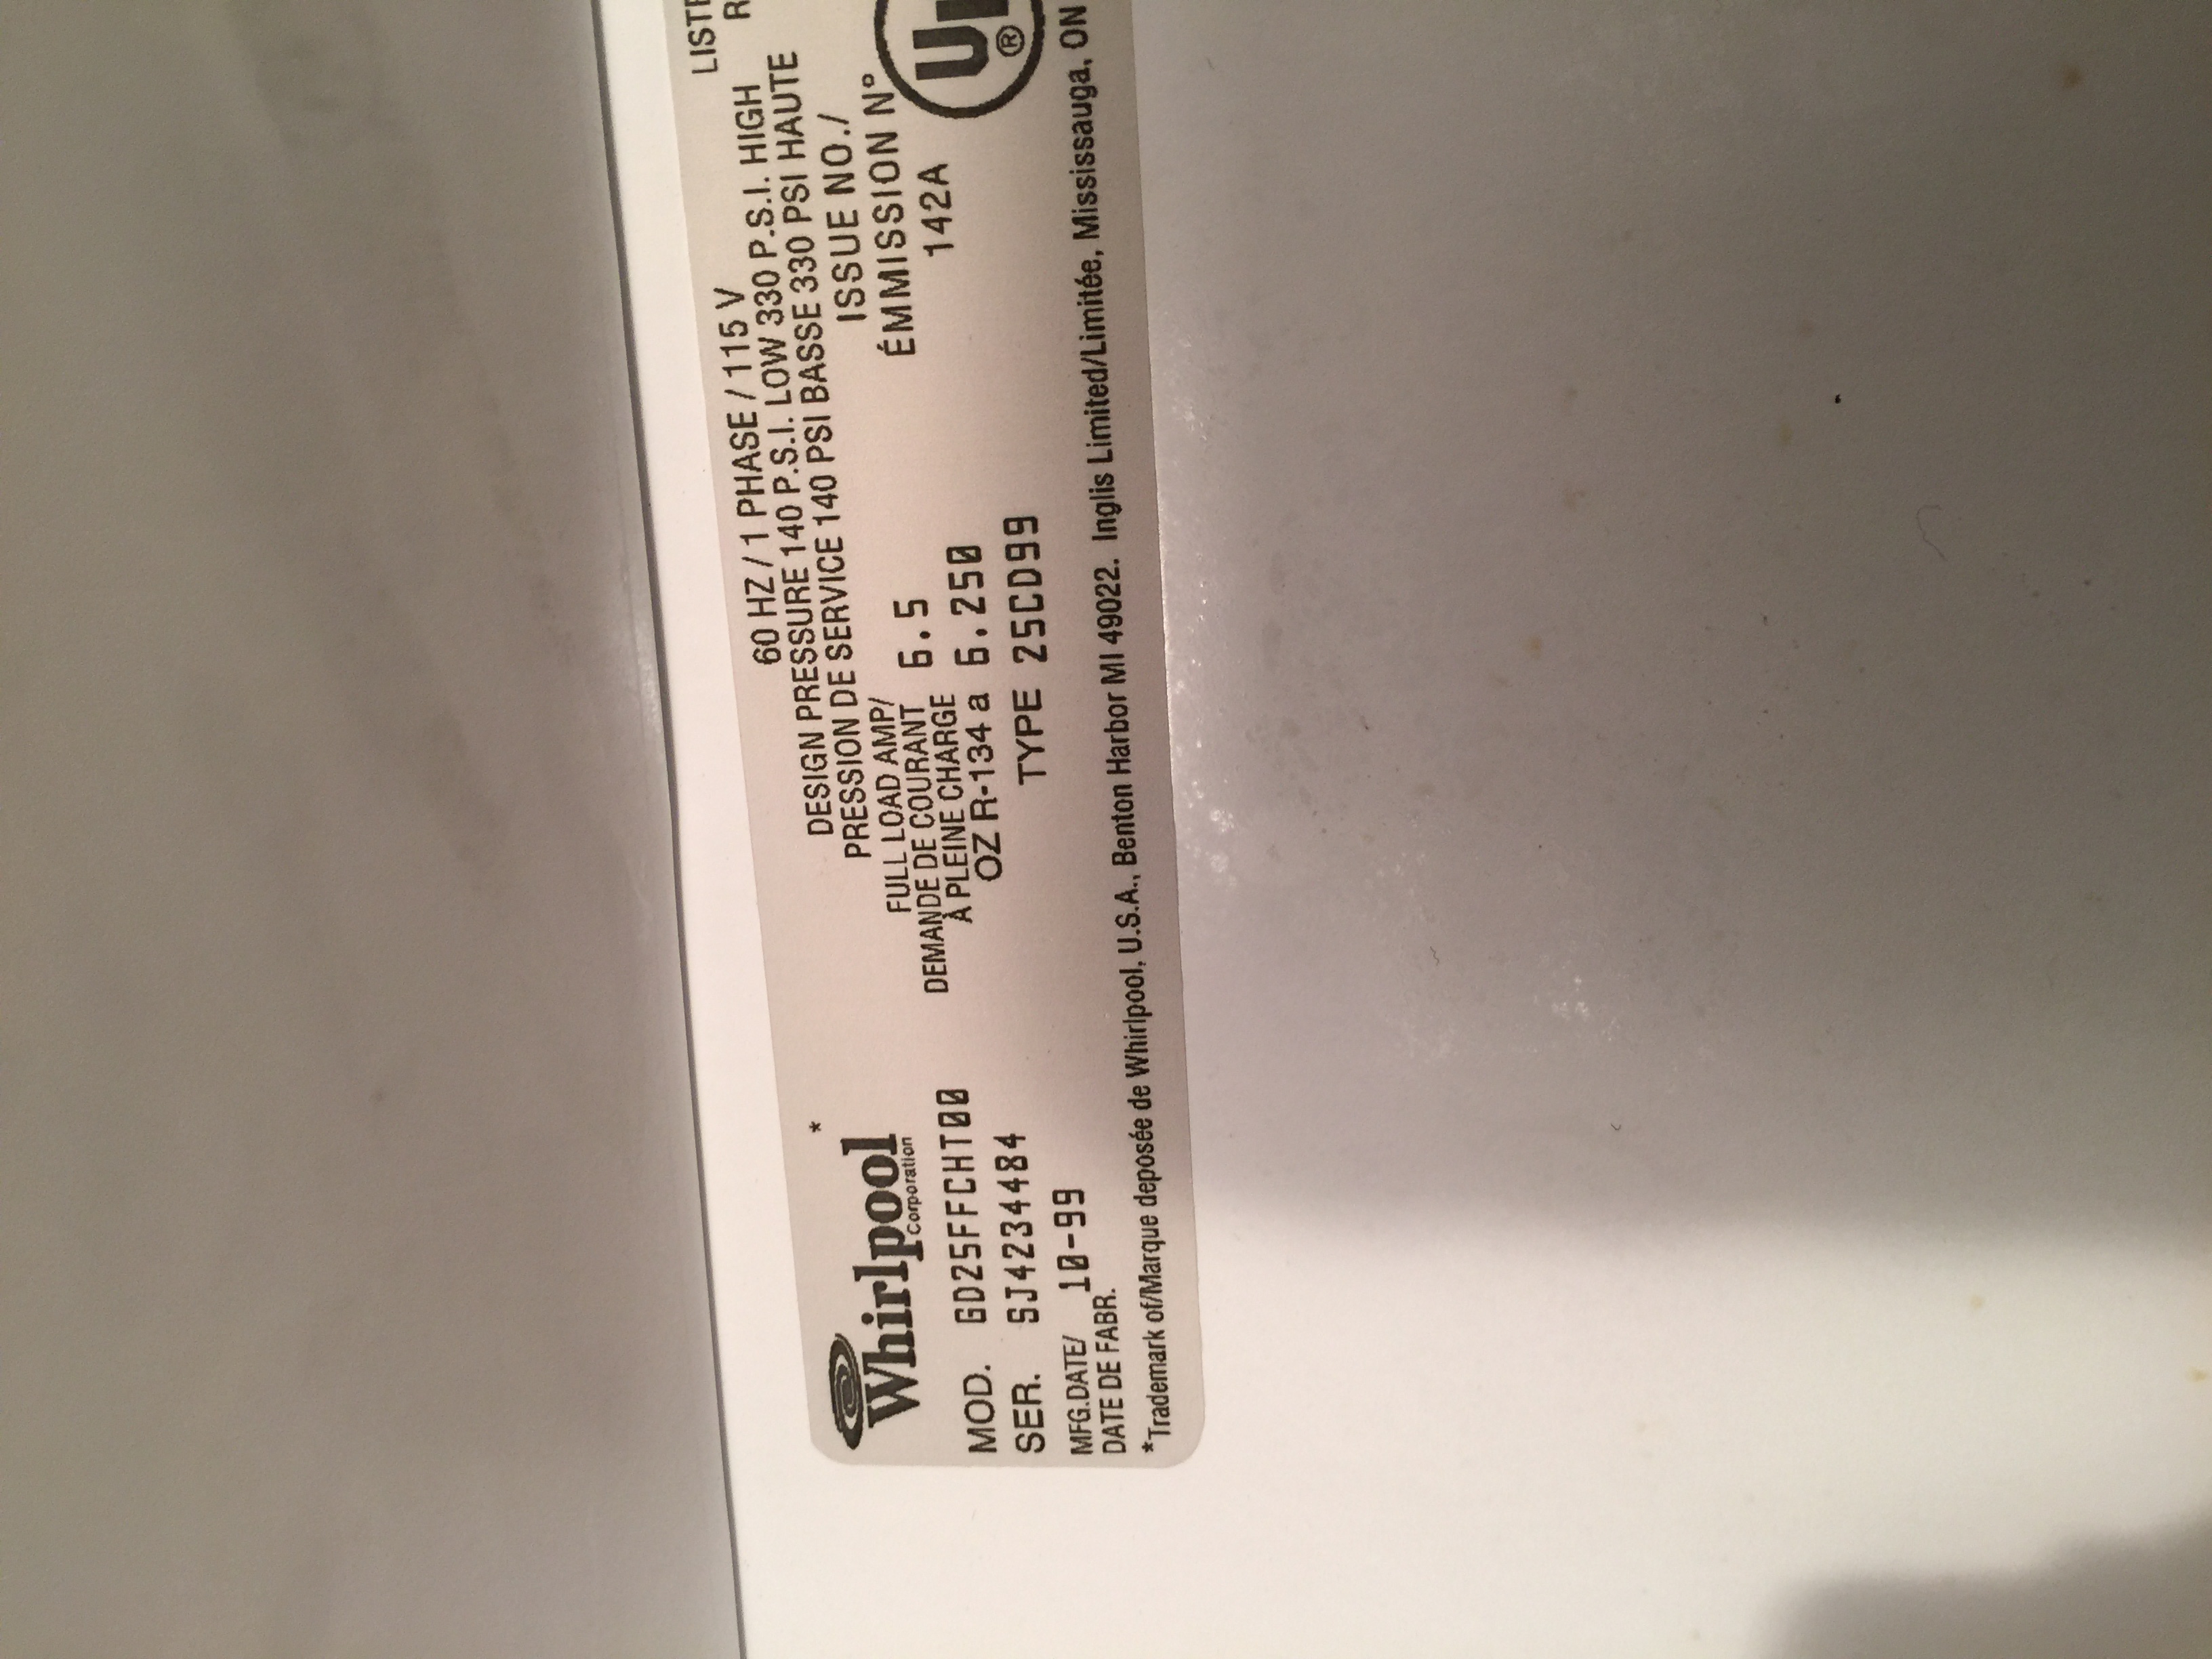 Whirlpool *
Corporation
MOD. GD25FFCHT00
SER. SJ4234484
MFG.DATE/ 10-99
DATE DE FABR.
60 HZ / 1 PHASE / 115 V
DESIGN PRESSURE 140 P.S.I. LOW 330 P.S.I. HIGH
PRESSION DE SERVICE 140 PSI BASSE 330 PSI HAUTE
FULL LOAD AMP/
DEMANDE DE COURANT 6.5
À PLEINE CHARGE
OZ R-134 a 6.250
TYPE 25CD99
ISSUE NO./
ÉMMISSION N°
142A
UL
®
*Trademark of/Marque deposée de Whirlpool, U.S.A., Benton Harbor MI 49022. Inglis Limited/Limitée, Mississauga, ON